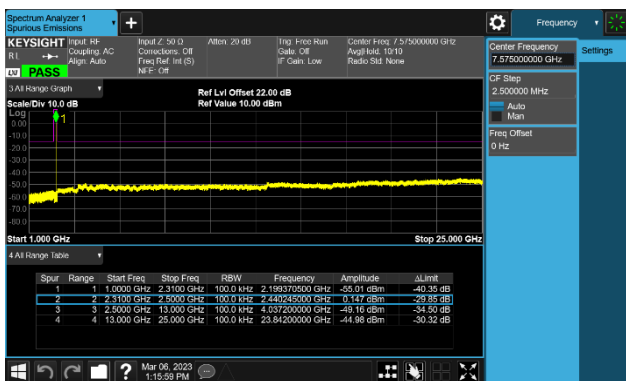 Spectrum Analyzer 1
Spurious Emissions
Frequency
KEYSIGHT Input: RF Input Z: 50 Ω Atten: 20 dB Trig: Free Run Center Freq: 7.575000000 GHz
RL Coupling: AC Corrections: Off Gate: Off Avg|Hold: 10/10
Align: Auto Freq Ref: Int (S) IF Gain: Low Radio Std: None
NFE: Off
PASS
Center Frequency
7.575000000 GHz
Settings
CF Step
2.500000 MHz
Auto
Man
Freq Offset
0 Hz
3 All Range Graph
Ref Lvl Offset 22.00 dB
Scale/Div 10.0 dB Ref Value 10.00 dBm
Log
1
0.00
-10.0
-20.0
-30.0
-40.0
-50.0
-60.0
-70.0
-80.0
Start 1.000 GHz Stop 25.000 GHz
4 All Range Table
Spur Range Start Freq Stop Freq RBW Frequency Amplitude ΔLimit
1 1 1.0000 GHz 2.3100 GHz 100.0 kHz 2.199370500 GHz -55.01 dBm -40.35 dB
2 2 2.3100 GHz 2.5000 GHz 100.0 kHz 2.440245000 GHz 0.147 dBm -29.85 dB
3 3 2.5000 GHz 13.000 GHz 100.0 kHz 4.037200000 GHz -49.16 dBm -34.50 dB
4 4 13.000 GHz 25.000 GHz 100.0 kHz 23.84200000 GHz -44.98 dBm -30.32 dB
Mar 06, 2023
1:15:59 PM